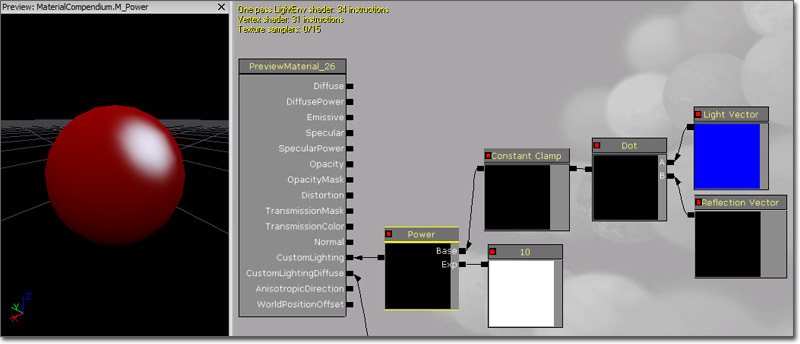 Preview: MaterialCompendium.M_Power
One pass Light/Env shader: 34 instructions
Vertex shader: 31 instructions
Texture samplers: 0/15
PreviewMaterial_26
Diffuse
DiffusePower
Emissive
Specular
SpecularPower
Opacity
OpacityMask
Distortion
TransmissionMask
TransmissionColor
Normal
CustomLighting
CustomLightingDiffuse
AnisotropicDirection
WorldPositionOffset
Power
Base
Exp
Constant Clamp
10
Dot
A
B
Light Vector
Reflection Vector
Z
Y
X